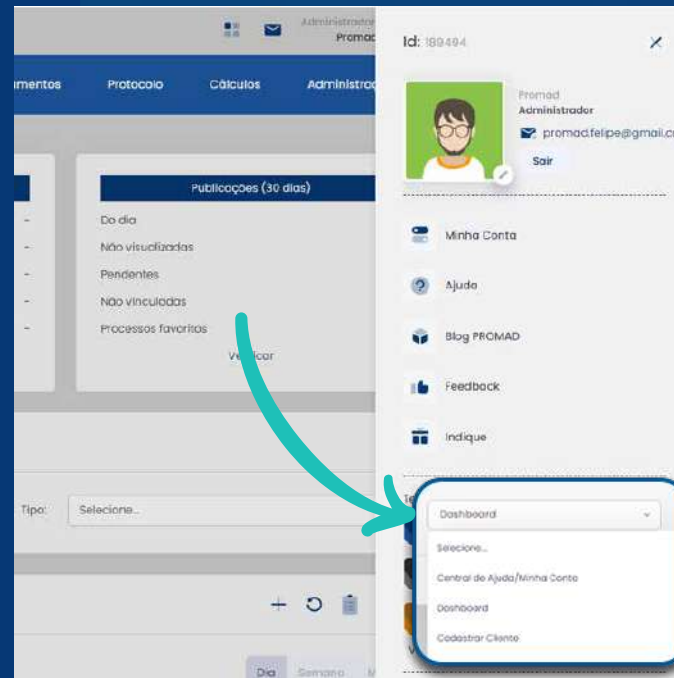 Administrador
Promad
Id: 189494
Promad
Administrador
promad.felipe@gmail.co
Sair
Protocolo
Cálculos
Publicações (30 dias)
Do dia
Não visualizadas
Pendentes
Não vinculadas
Processos favoritos
Minha Conta
Ajuda
Blog PROMAD
Feedback
Indique
Tipo:
Selecione...
Dashboard
Selecione...
Central de Ajuda/Minha Conta
Dashboard
Cadastrar Cliente
Dia
Semana